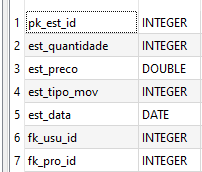 1 pk_est_id INTEGER
2 est_quantidade INTEGER
3 est_preco DOUBLE
4 est_tipo_mov INTEGER
5 est_data DATE
6 fk_usu_id INTEGER
7 fk_pro_id INTEGER